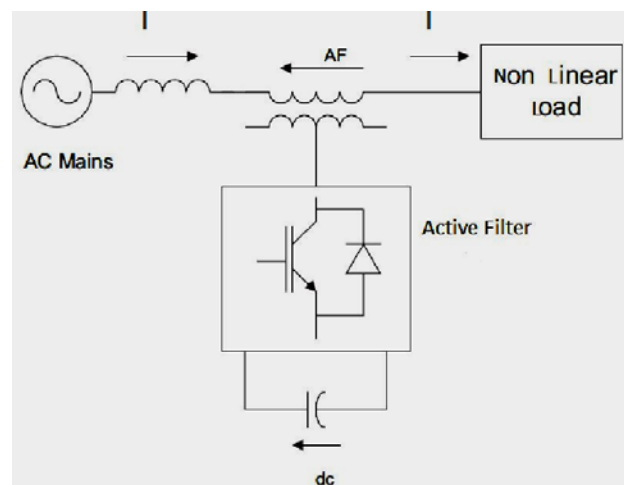 I
I
AF
Non Linear
Load
AC Mains
Active Filter
dc